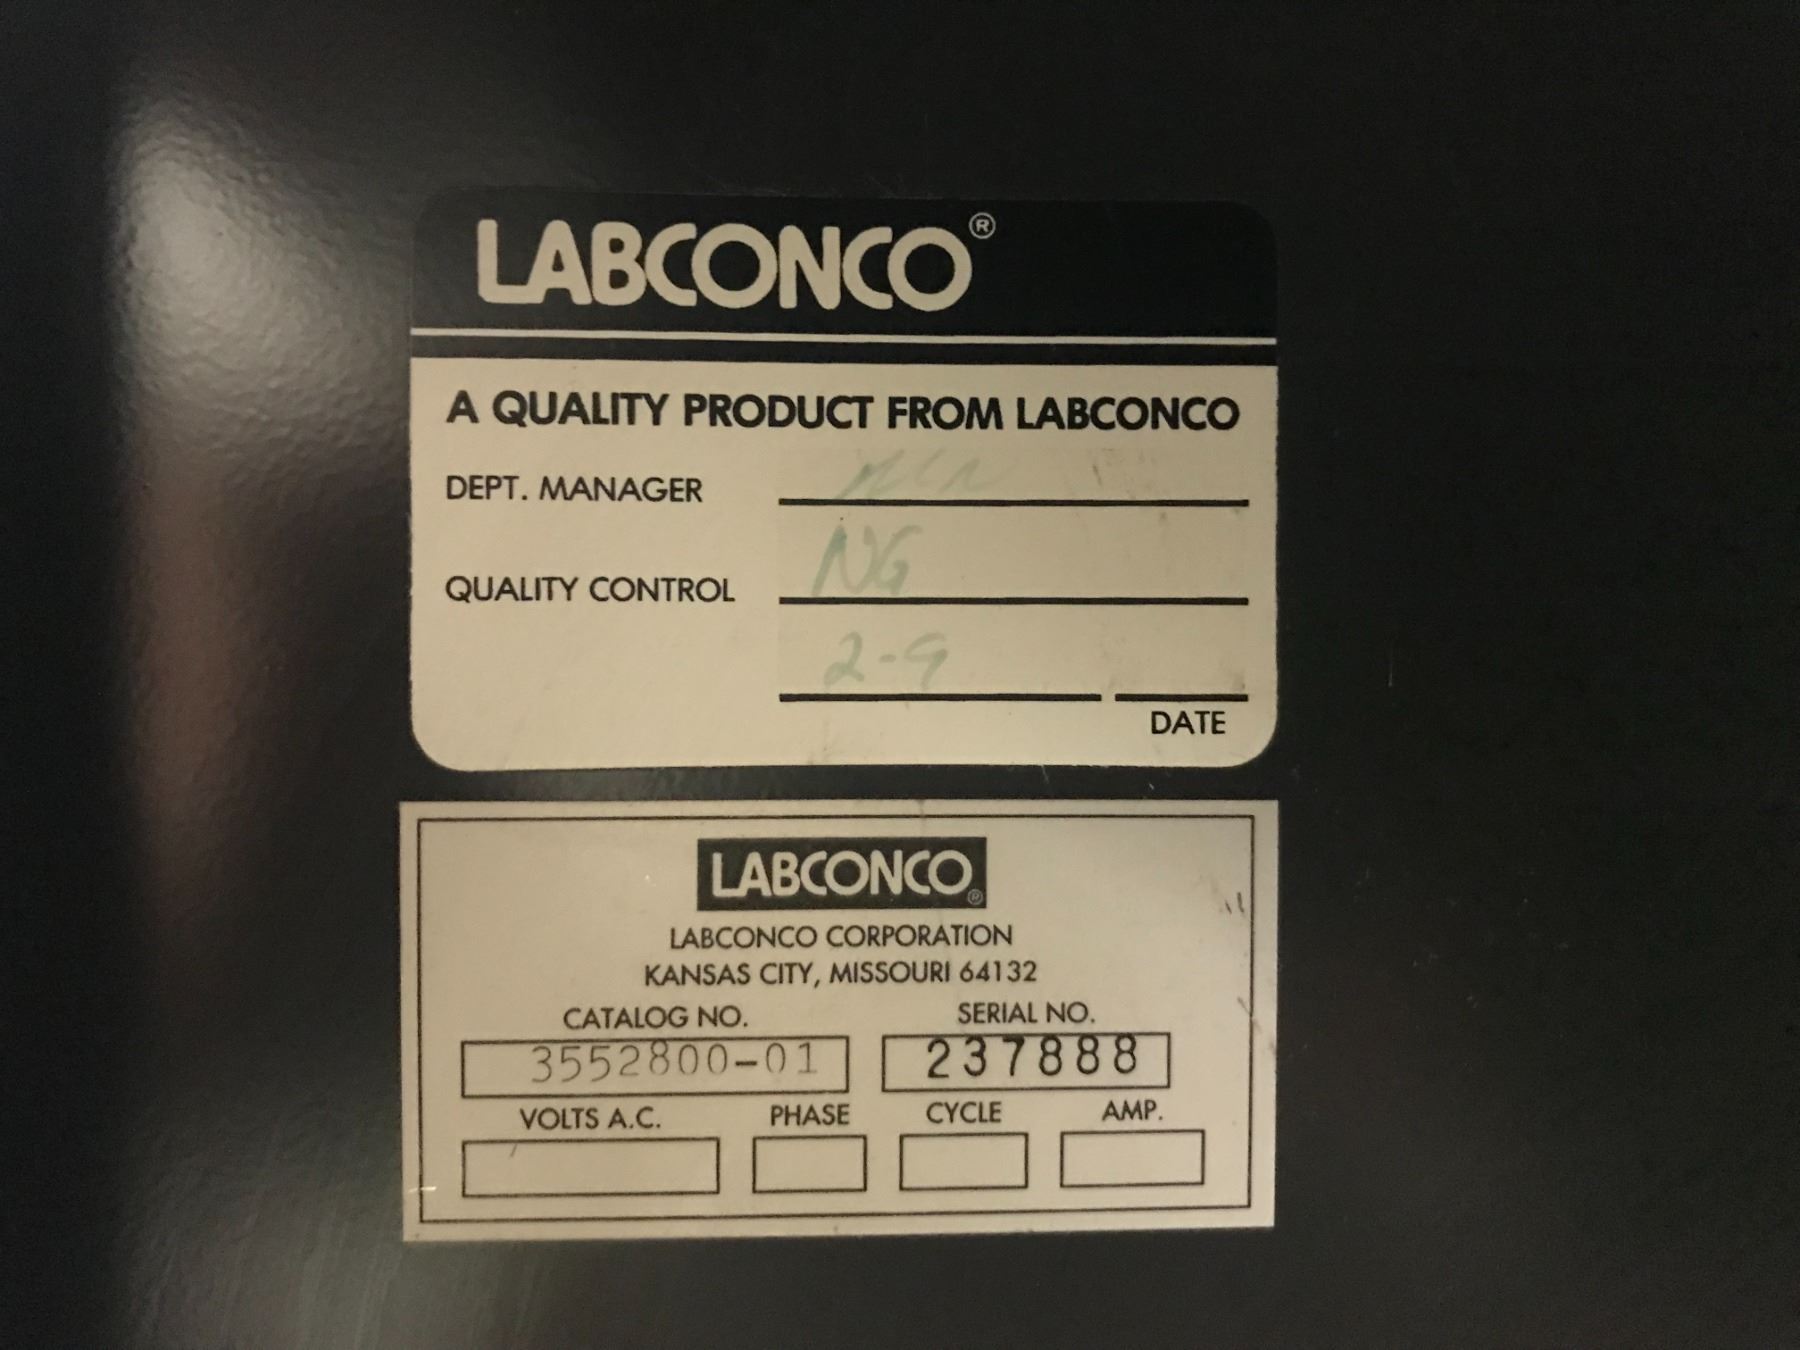 LABCONCO®
A QUALITY PRODUCT FROM LABCONCO
DEPT. MANAGER
QUALITY CONTROL NG
2-9
DATE
LABCONCO®
LABCONCO CORPORATION
KANSAS CITY, MISSOURI 64132
CATALOG NO. SERIAL NO.
3552800-01 237888
VOLTS A.C. PHASE CYCLE AMP.